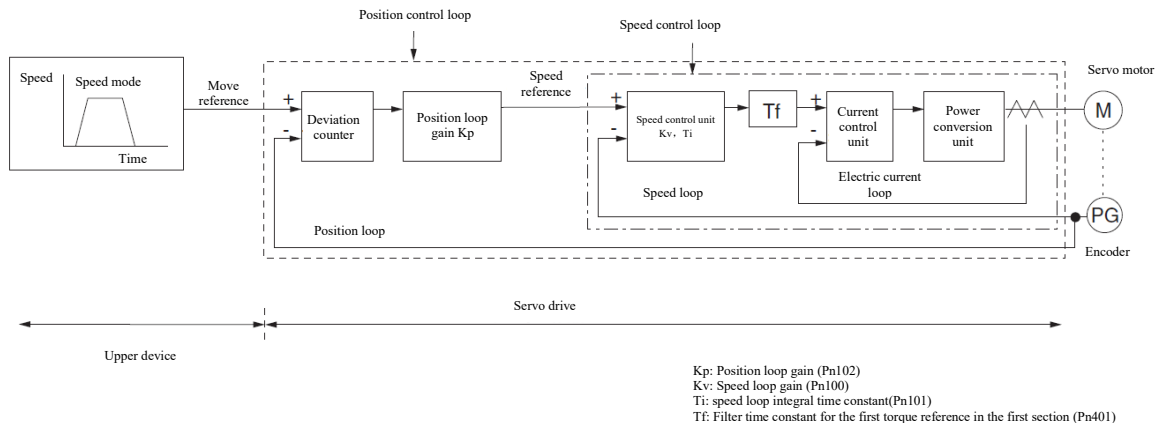 Position control loop
Speed control loop
Speed
Speed mode
Time
Move
reference
+
-
Deviation
counter
Position loop
gain Kp
Speed
reference
+
-
Speed control unit
Kv，Ti
Tf
+
-
Current
control
unit
Power
conversion
unit
Servo motor
M
Electric current
loop
Speed loop
Position loop
PG
Encoder
Servo drive
Upper device
Kp: Position loop gain (Pn102)
Kv: Speed loop gain (Pn100)
Ti: speed loop integral time constant(Pn101)
Tf: Filter time constant for the first torque reference in the first section (Pn401)